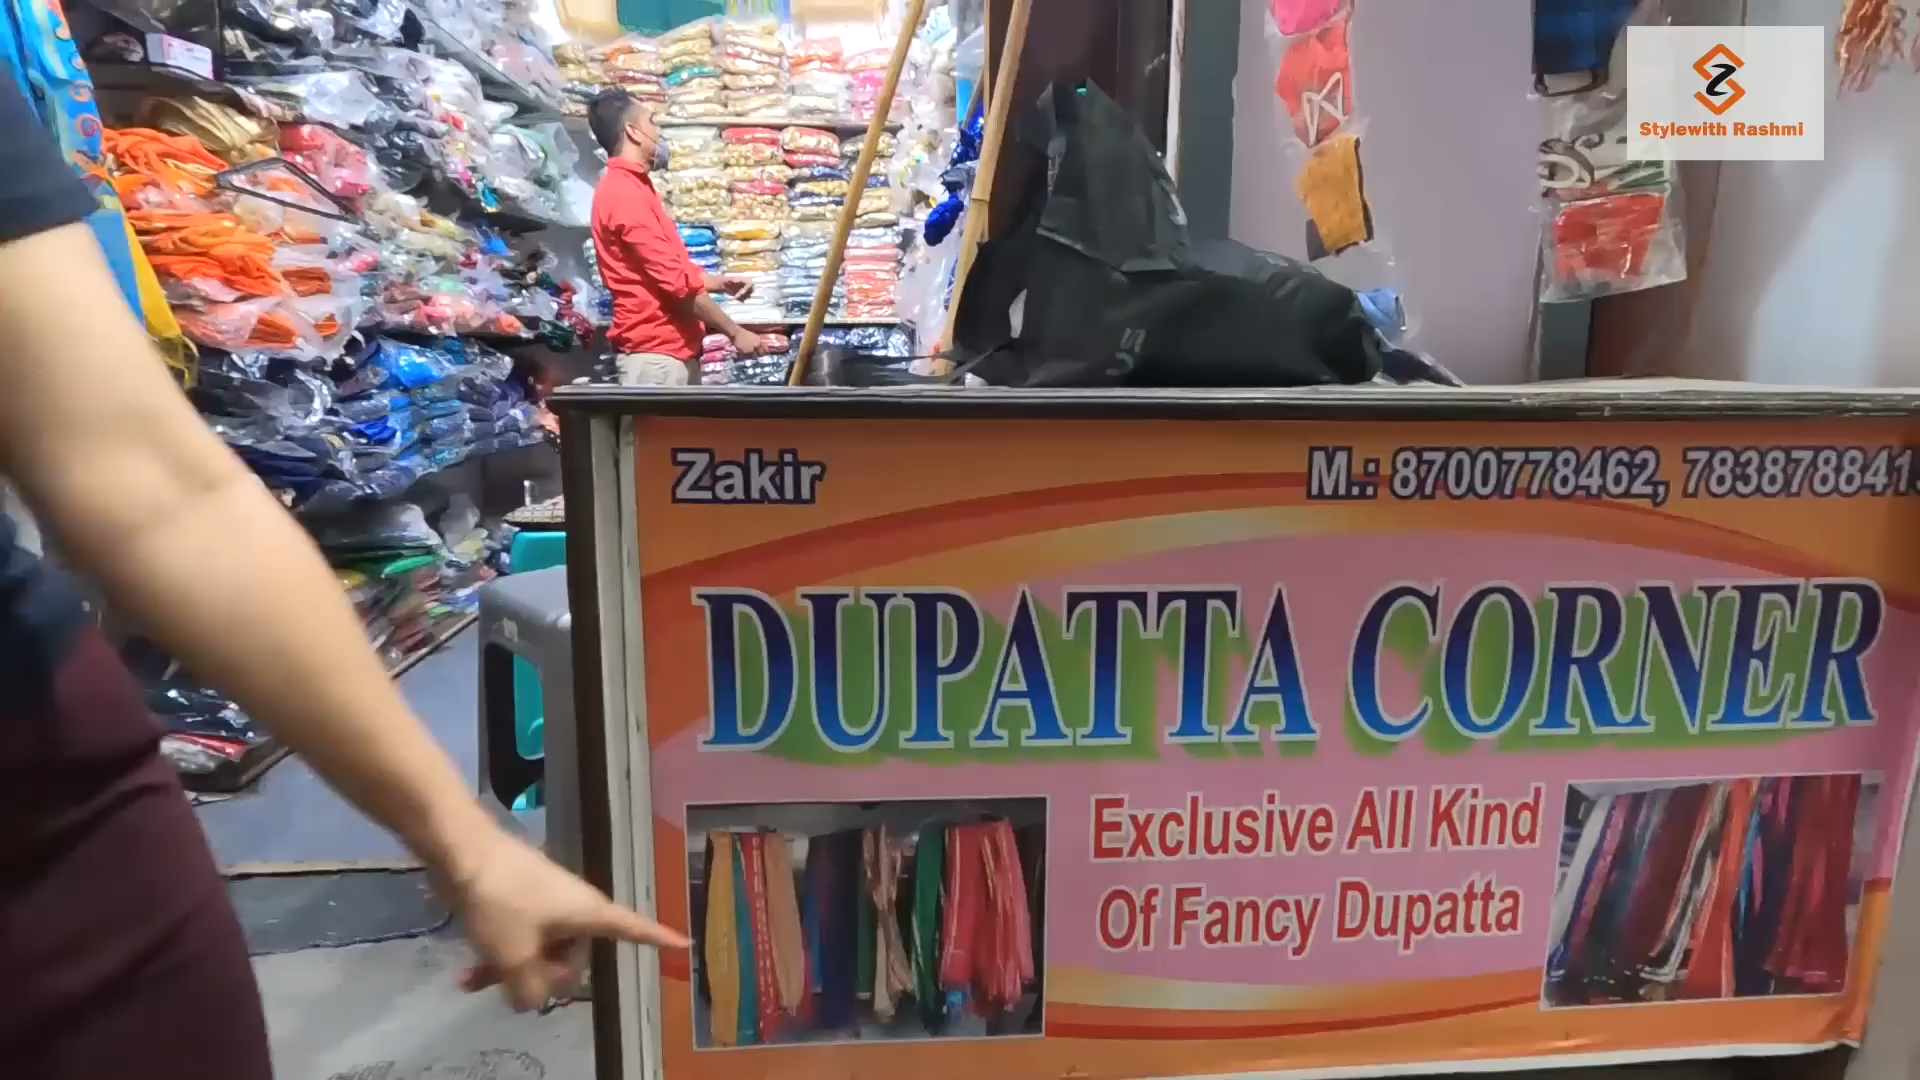 Stylewith Rashmi
Zakir
M.: 8700778462, 783878841
DUPATTA CORNER
Exclusive All Kind
Of Fancy Dupatta